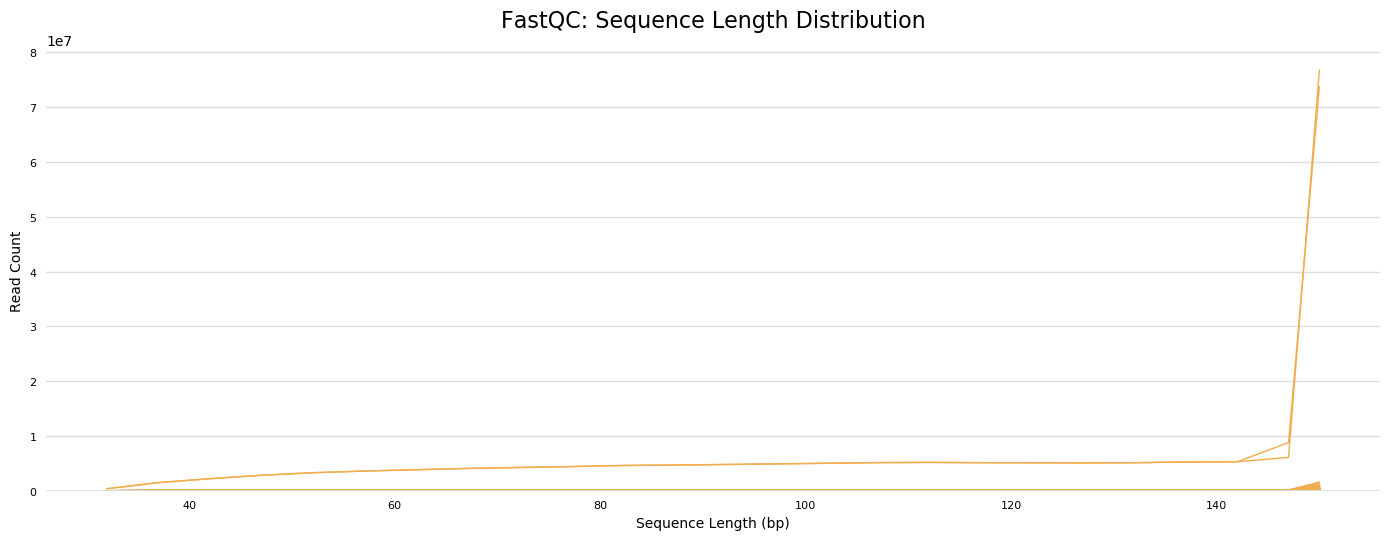 FastQC: Sequence Length Distribution
1e7
8
7
6
5
4
3
2
1
0
Read Count
40 60 80 100 120 140
Sequence Length (bp)